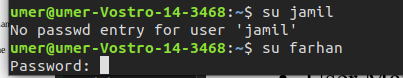 umer@umer-Vostro-14-3468:~$ su jamil
No passwd entry for user 'jamil'
umer@umer-Vostro-14-3468:~$ su farhan
Password: